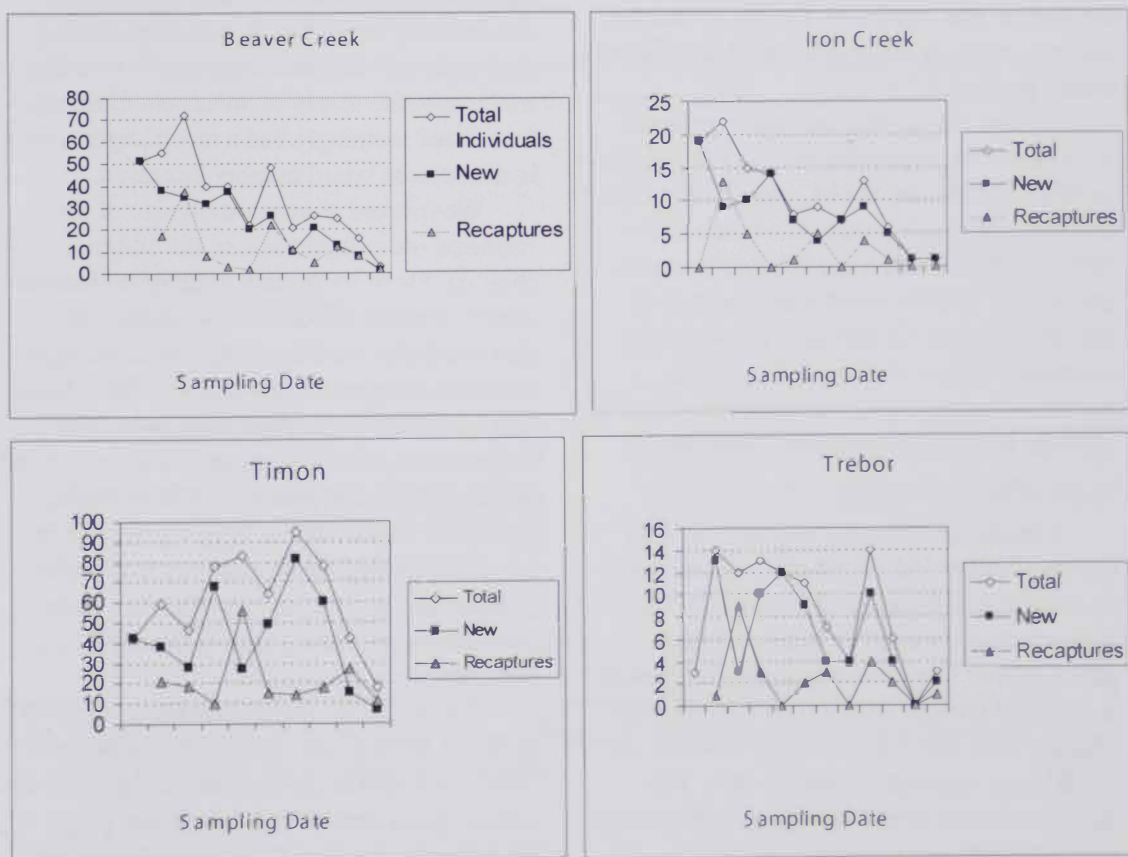 Beaver Creek
80
70
60
50
40
30
20
10
0
Total
Individuals
New
Recaptures
Sampling Date
Iron Creek
25
20
15
10
5
0
Total
New
Recaptures
Sampling Date
Timon
100
90
80
70
60
50
40
30
20
10
0
Total
New
Recaptures
Sampling Date
Trebor
16
14
12
10
8
6
4
2
0
Total
New
Recaptures
Sampling Date